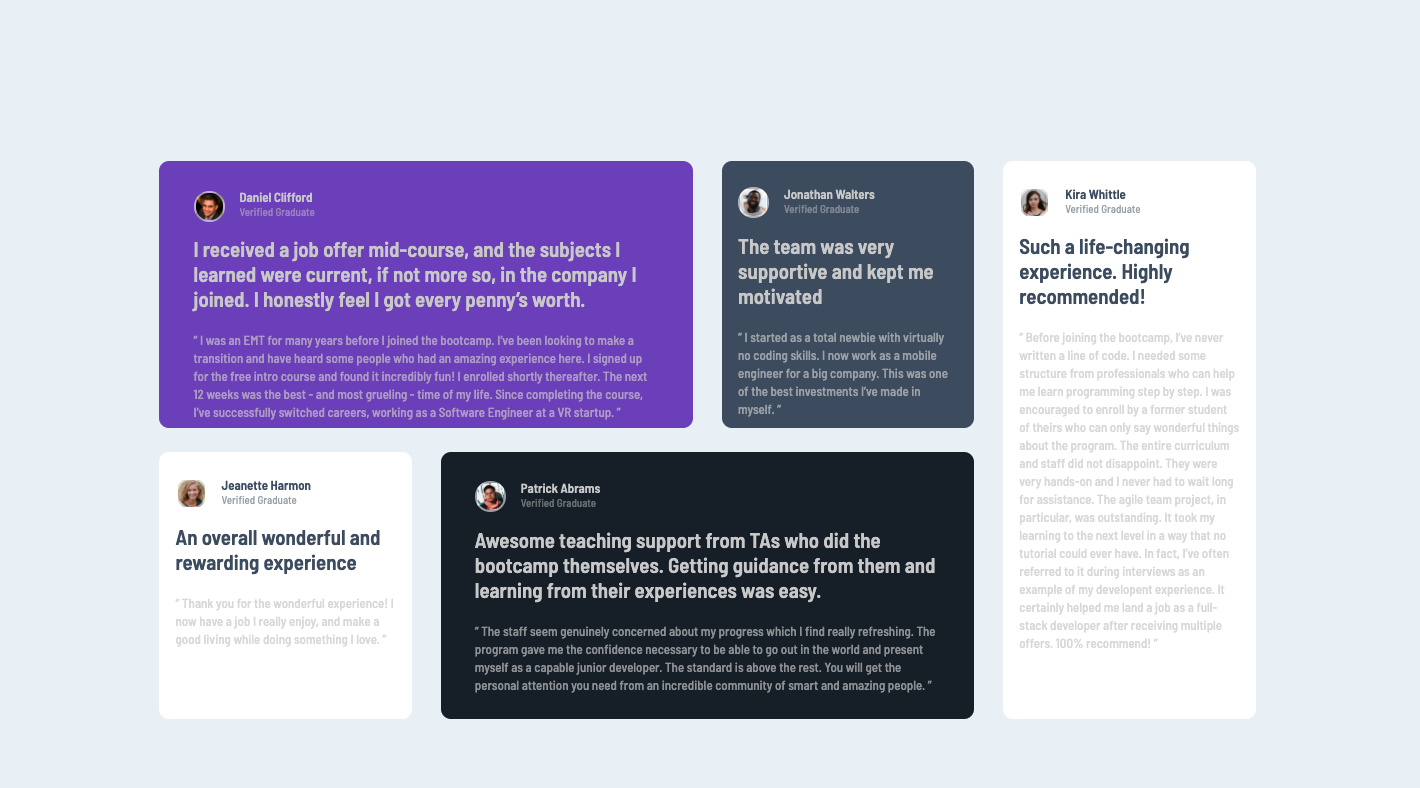 Daniel Clifford
Verified Graduate
I received a job offer mid-course, and the subjects I
learned were current, if not more so, in the company I
joined. I honestly feel I got every penny’s worth.
“ I was an EMT for many years before I joined the bootcamp. I’ve been looking to make a
transition and have heard some people who had an amazing experience here. I signed up
for the free intro course and found it incredibly fun! I enrolled shortly thereafter. The next
12 weeks was the best - and most grueling - time of my life. Since completing the course,
I’ve successfully switched careers, working as a Software Engineer at a VR startup. ”
Jonathan Walters
Verified Graduate
The team was very
supportive and kept me
motivated
“ I started as a total newbie with virtually
no coding skills. I now work as a mobile
engineer for a big company. This was one
of the best investments I’ve made in
myself. ”
Kira Whittle
Verified Graduate
Such a life-changing
experience. Highly
recommended!
“ Before joining the bootcamp, I’ve never
written a line of code. I needed some
structure from professionals who can help
me learn programming step by step. I was
encouraged to enroll by a former student
of theirs who can only say wonderful things
about the program. The entire curriculum
and staff did not disappoint. They were
very hands-on and I never had to wait long
for assistance. The agile team project, in
particular, was outstanding. It took my
learning to the next level in a way that no
tutorial could ever have. In fact, I’ve often
referred to it during interviews as an
example of my developent experience. It
certainly helped me land a job as a full-
stack developer after receiving multiple
offers. 100% recommend! ”
Jeanette Harmon
Verified Graduate
An overall wonderful and
rewarding experience
“ Thank you for the wonderful experience! I
now have a job I really enjoy, and make a
good living while doing something I love. ”
Patrick Abrams
Verified Graduate
Awesome teaching support from TAs who did the
bootcamp themselves. Getting guidance from them and
learning from their experiences was easy.
“ The staff seem genuinely concerned about my progress which I find really refreshing. The
program gave me the confidence necessary to be able to go out in the world and present
myself as a capable junior developer. The standard is above the rest. You will get the
personal attention you need from an incredible community of smart and amazing people. ”